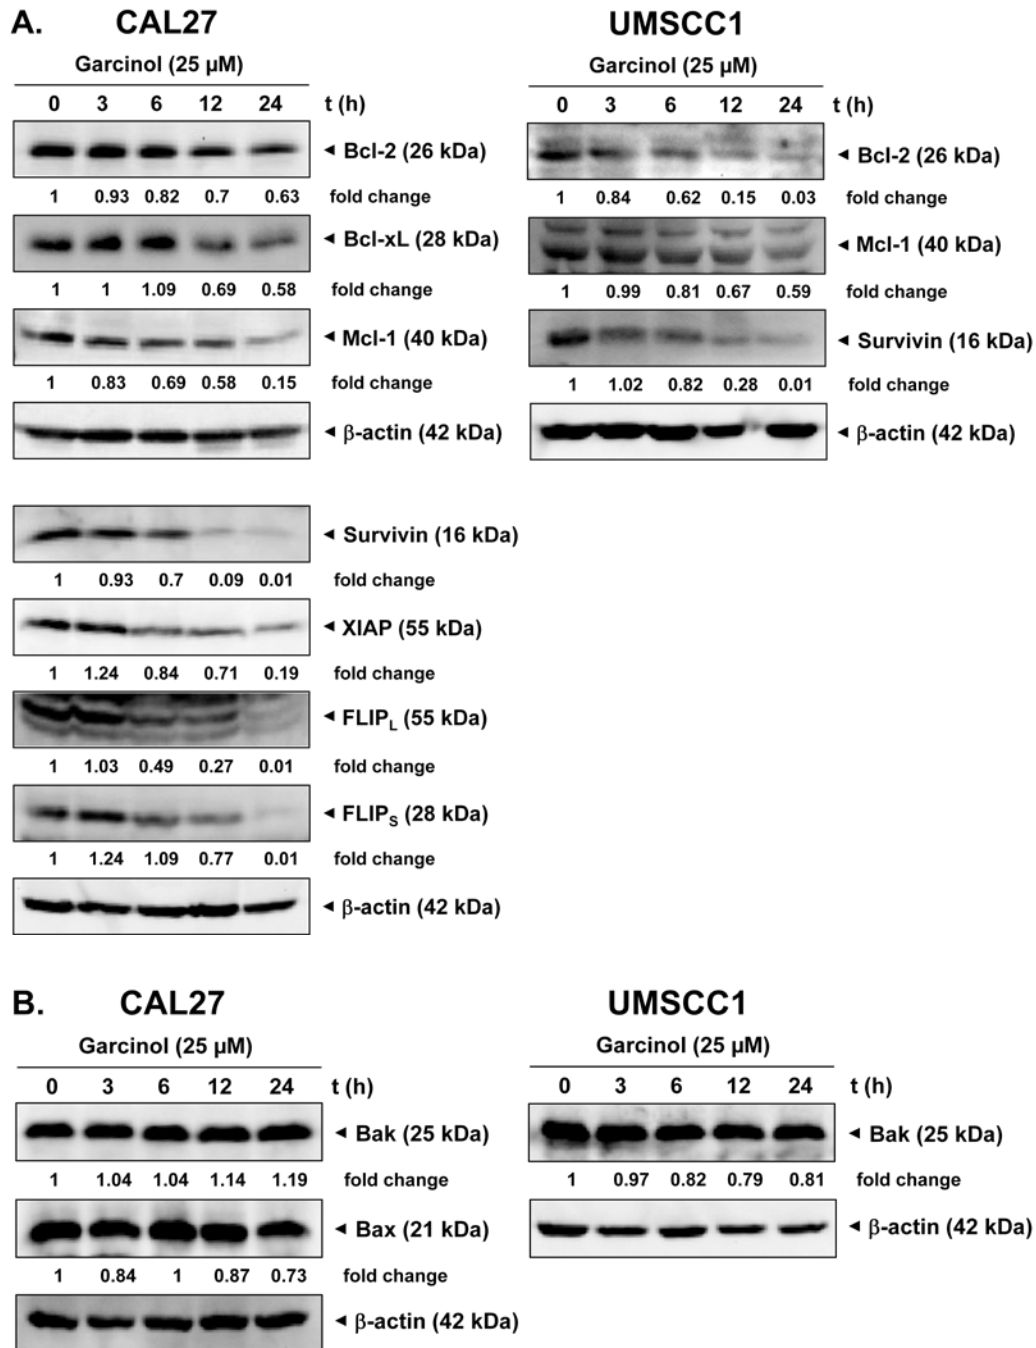 A. CAL27
Garcinol (25 µM)
0 3 6 12 24 t (h)
Bcl-2 (26 kDa)
1 0.93 0.82 0.7 0.63 fold change
Bcl-xL (28 kDa)
1 1 1.09 0.69 0.58 fold change
Mcl-1 (40 kDa)
1 0.83 0.69 0.58 0.15 fold change
β-actin (42 kDa)
Survivin (16 kDa)
1 0.93 0.7 0.09 0.01 fold change
XIAP (55 kDa)
1 1.24 0.84 0.71 0.19 fold change
FLIPL (55 kDa)
1 1.03 0.49 0.27 0.01 fold change
FLIPS (28 kDa)
1 1.24 1.09 0.77 0.01 fold change
β-actin (42 kDa)
UMSCC1
Garcinol (25 µM)
0 3 6 12 24
Bcl-2 (26 kDa)
1 0.84 0.62 0.15 0.03 fold change
Mcl-1 (40 kDa)
1 0.99 0.81 0.67 0.59 fold change
Survivin (16 kDa)
1 1.02 0.82 0.28 0.01 fold change
β-actin (42 kDa)
B. CAL27
Garcinol (25 µM)
0 3 6 12 24 t (h)
Bak (25 kDa)
1 1.04 1.04 1.14 1.19 fold change
Bax (21 kDa)
1 0.84 1 0.87 0.73 fold change
β-actin (42 kDa)
UMSCC1
Garcinol (25 µM)
0 3 6 12 24 t (h)
Bak (25 kDa)
1 0.97 0.82 0.79 0.81 fold change
β-actin (42 kDa)